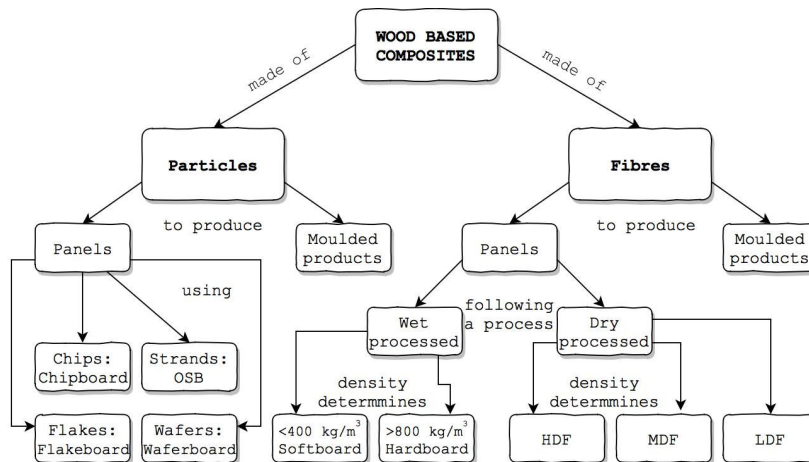 WOOD BASED
COMPOSITES
made of
made of
Particles
Fibres
to produce
to produce
Panels
Moulded
products
Panels
Moulded
products
using
following
a process
Wet
processed
Dry
processed
Chips:
Chipboard
Strands:
OSB
density
determmines
density
determmines
Flakes:
Flakeboard
Wafers:
Waferboard
<400 kg/m³
Softboard
>800 kg/m³
Hardboard
HDF
MDF
LDF